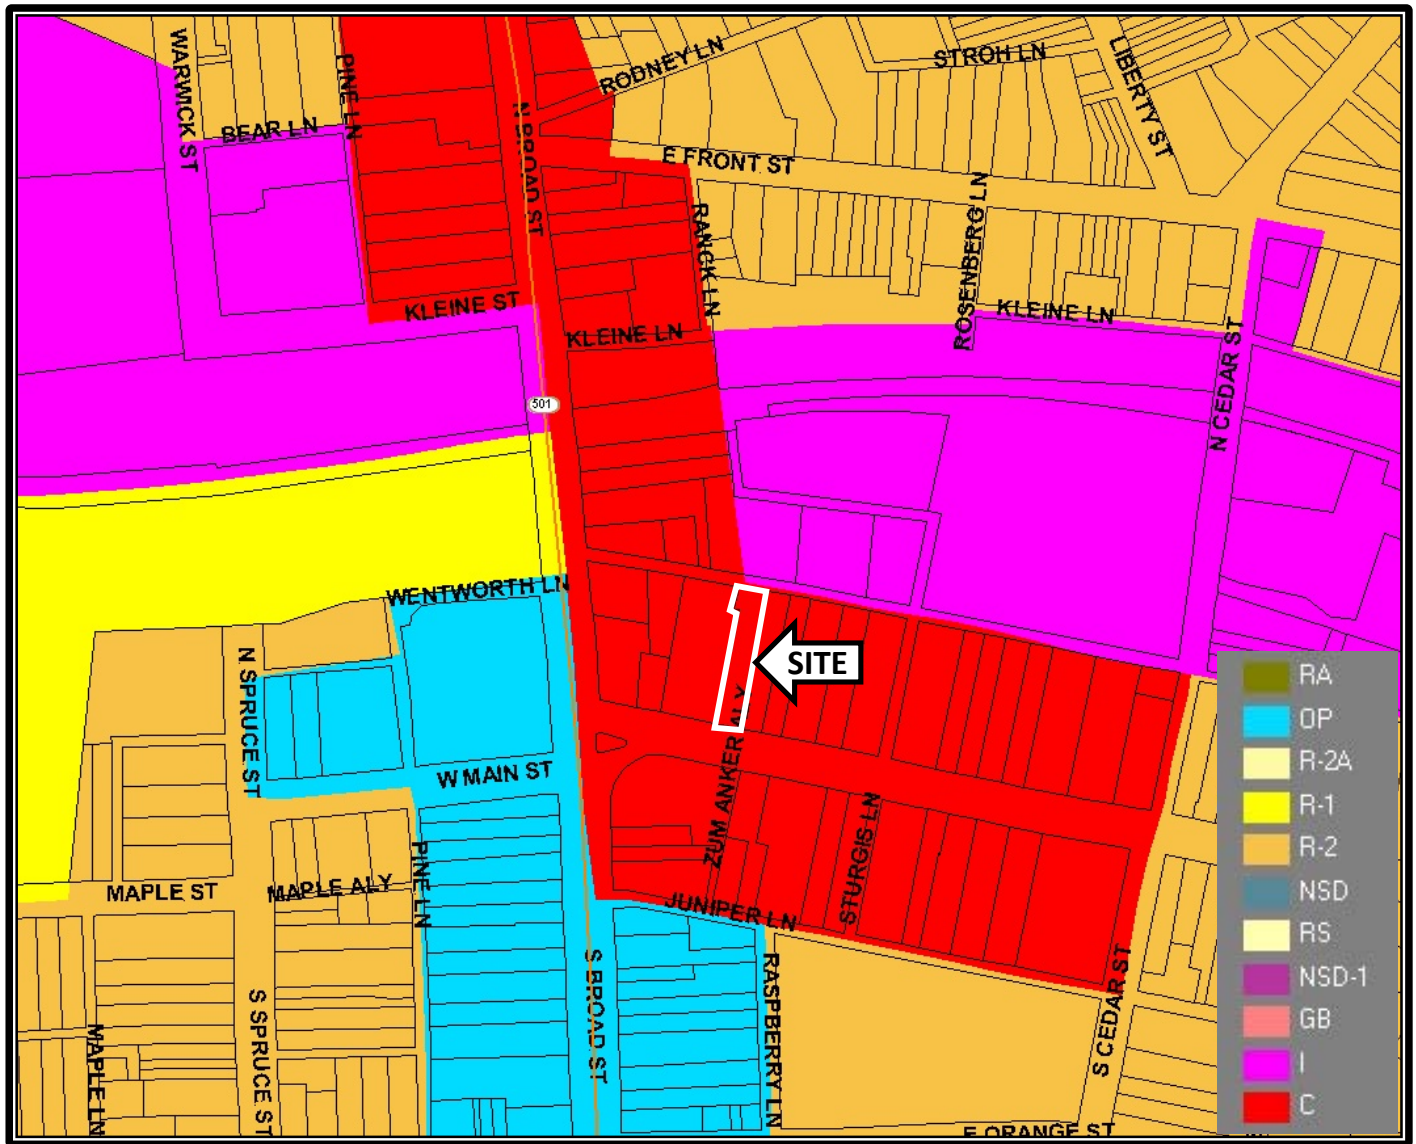 WARWICK ST
PINE LN
BEAR LN
N BROAD ST
RODNEY LN
STROH LN
LIBERTY ST
E FRONT ST
RANCK LN
ROSENBERG LN
KLEINE ST
KLEINE LN
KLEINE LN
N CEDAR ST
501
WENTWORTH LN
N SPRUCE ST
SITE
W MAIN ST
ZUM ANKER ALY
STURGIS LN
PINE LN
MAPLE ST
MAPLE ALY
JUNIPER LN
S BROAD ST
RASPBERRY LN
S CEDAR ST
S SPRUCE ST
MAPLE LN
E ORANGE ST
RA
OP
R-2A
R-1
R-2
NSD
RS
NSD-1
GB
I
C